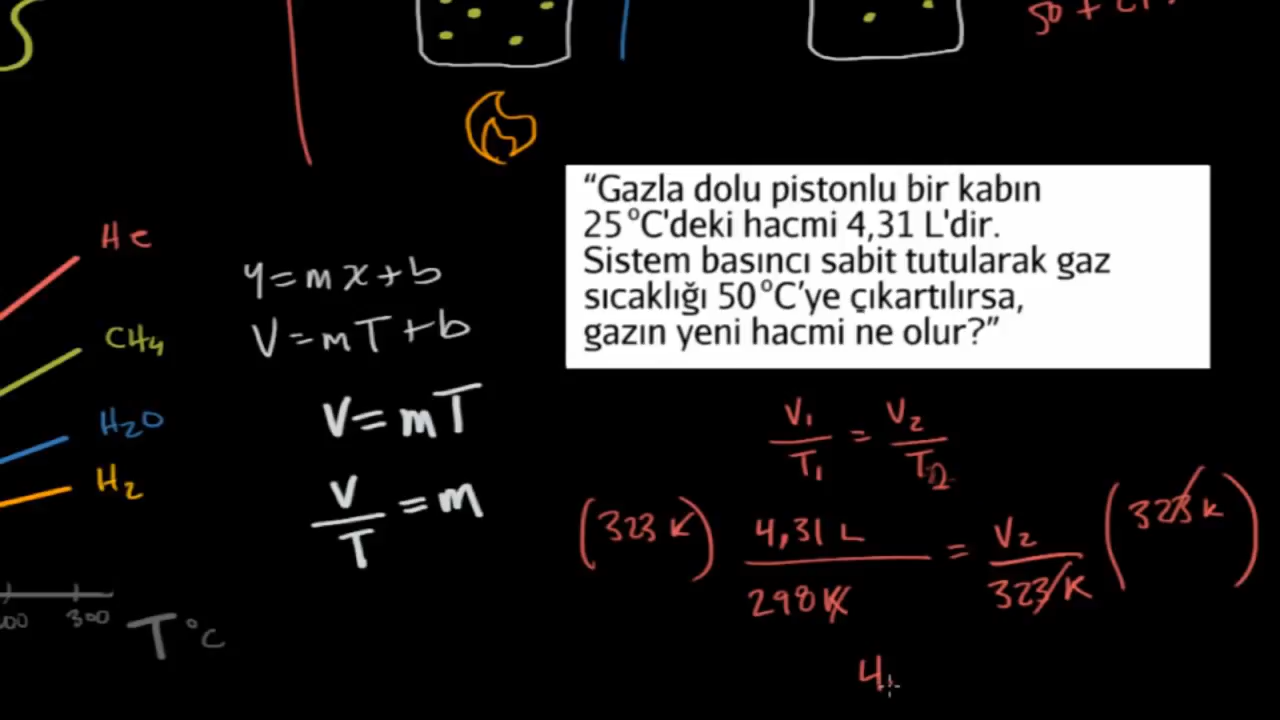 He
CH4
H2O
H2
300
T °C
y = mx + b
V = mT + b
V = mT
V/T = m
“Gazla dolu pistonlu bir kabın
25 °C'deki hacmi 4,31 L'dir.
Sistem basıncı sabit tutularak gaz
sıcaklığı 50 °C’ye çıkartılırsa,
gazın yeni hacmi ne olur?”
V1/T1 = V2/T2
(323 K) 4,31 L/298 K = V2/323 K (323 K)
4,